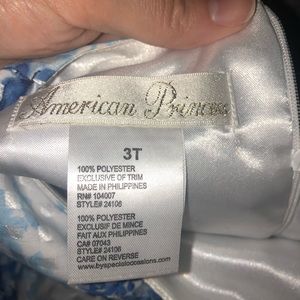 American Princess
3T
100% POLYESTER
EXCLUSIVE OF TRIM
MADE IN PHILIPPINES
RN# 104007
STYLE# 24106
100% POLYESTER
EXCLUSIF DE MINCE
FAIT AUX PHILIPPINES
CA# 07043
STYLE# 24106
CARE ON REVERSE
www.byspecialoccasions.com